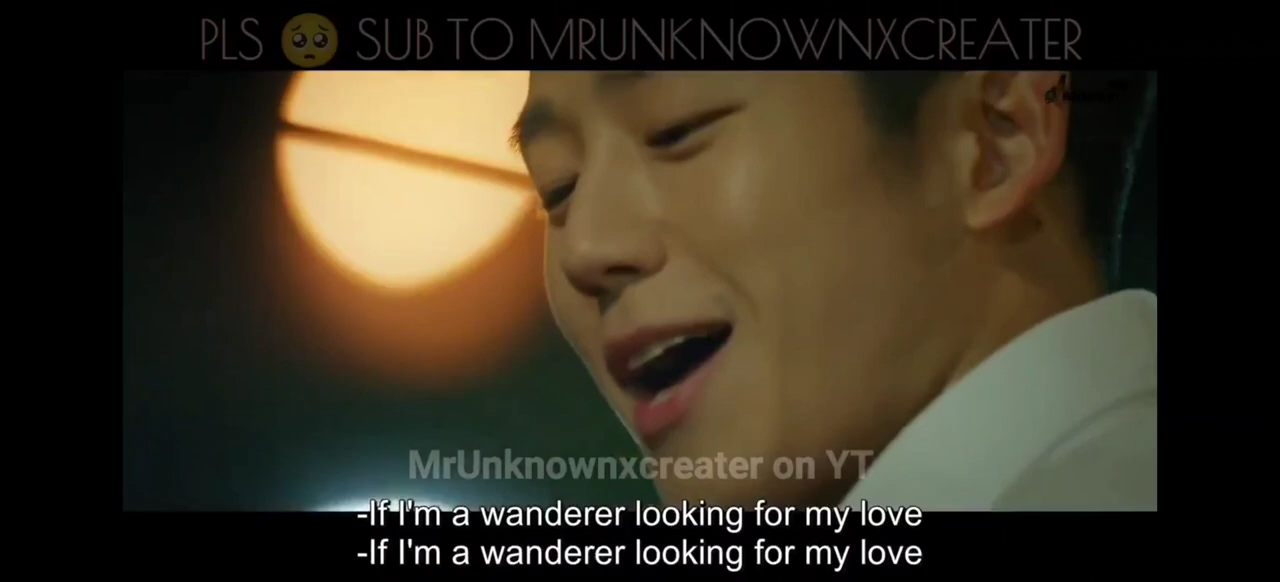 PLS 🥺 SUB TO MRUNKNOWNXCREATER
MrUnknownxcreater on YT
-If I'm a wanderer looking for my love
-If I'm a wanderer looking for my love